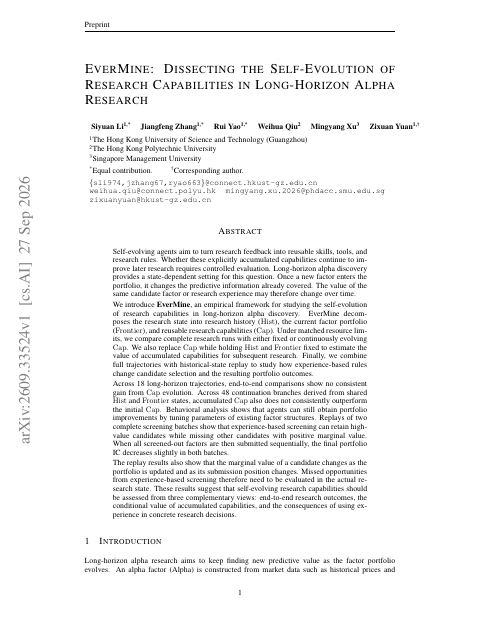 Preprint
EVERMINE: DISSECTING THE SELF-EVOLUTION OF
RESEARCH CAPABILITIES IN LONG-HORIZON ALPHA
RESEARCH
Siyuan Li1,* Jiangfeng Zhang1,* Rui Yao1,* Weihua Qiu2 Mingyang Xu3 Zixuan Yuan1,†
1The Hong Kong University of Science and Technology (Guangzhou)
2The Hong Kong Polytechnic University
3Singapore Management University
*Equal contribution. †Corresponding author.
{sli974,jzhang67,ryao663}@connect.hkust-gz.edu.cn
weihua.qiu@connect.polyu.hk mingyang.xu.2026@phdacc.smu.edu.sg
zixuanyuan@hkust-gz.edu.cn
arXiv:2609.33524v1 [cs.AI] 27 Sep 2026
ABSTRACT
Self-evolving agents aim to turn research feedback into reusable skills, tools, and
research rules. Whether these explicitly accumulated capabilities continue to im-
prove later research requires controlled evaluation. Long-horizon alpha discovery
provides a state-dependent setting for this question. Once a new factor enters the
portfolio, it changes the predictive information already covered. The value of the
same candidate factor or research experience may therefore change over time.
We introduce EverMine, an empirical framework for studying the self-evolution
of research capabilities in long-horizon alpha discovery. EverMine decom-
poses the research state into research history (Hist), the current factor portfolio
(Frontier), and reusable research capabilities (Cap). Under matched resource lim-
its, we compare complete research runs with either fixed or continuously evolving
Cap. We also replace Cap while holding Hist and Frontier fixed to estimate the
value of accumulated capabilities for subsequent research. Finally, we combine
full trajectories with historical-state replay to study how experience-based rules
change candidate selection and the resulting portfolio outcomes.
Across 18 long-horizon trajectories, end-to-end comparisons show no consistent
gain from Cap evolution. Across 48 continuation branches derived from shared
Hist and Frontier states, accumulated Cap also does not consistently outperform
the initial Cap. Behavioral analysis shows that agents can still obtain portfolio
improvements by tuning parameters of existing factor structures. Replays of two
complete screening batches show that experience-based screening can retain high-
value candidates while missing other candidates with positive marginal value.
When all screened-out factors are then submitted sequentially, the final portfolio
IC decreases slightly in both batches.
The replay results also show that the marginal value of a candidate changes as the
portfolio is updated and as its submission position changes. Missed opportunities
from experience-based screening therefore need to be evaluated in the actual re-
search state. These results suggest that self-evolving research capabilities should
be assessed from three complementary views: end-to-end research outcomes, the
conditional value of accumulated capabilities, and the consequences of using ex-
perience in concrete research decisions.
1 INTRODUCTION
Long-horizon alpha research aims to keep finding new predictive value as the factor portfolio
evolves. An alpha factor (Alpha) is constructed from market data such as historical prices and
1